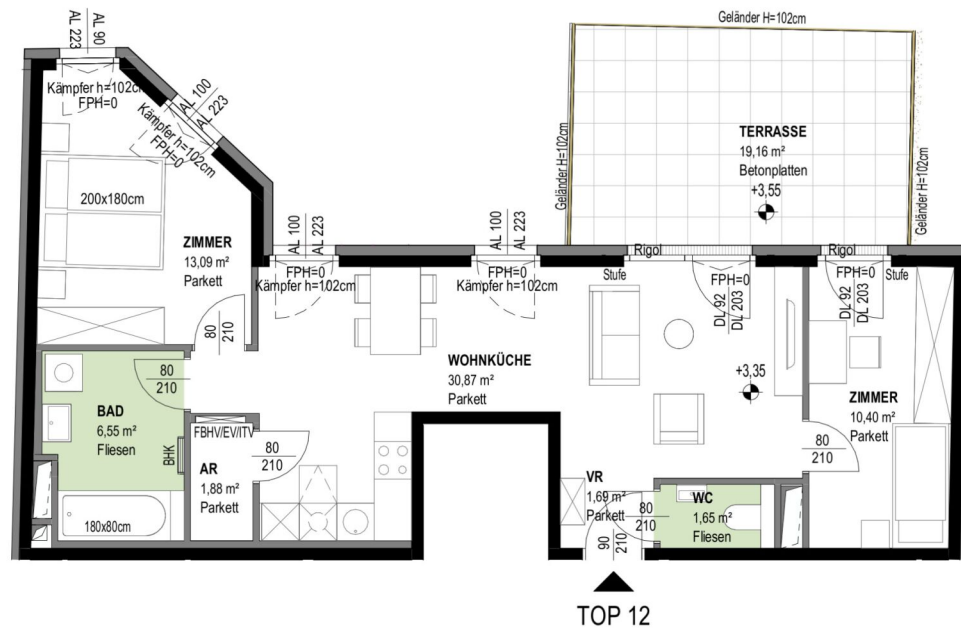 Geländer H=102cm
AL 90
AL 223
Kämpfer h=102cm
FPH=0
AL 100
AL 223
Kämpfer h=102cm
FPH=0
Geländer H=102cm
Geländer H=102cm
TERRASSE
19,16 m²
Betonplatten
+3,55
200x180cm
ZIMMER
13,09 m²
Parkett
AL 100
AL 223
FPH=0
Kämpfer h=102cm
AL 100
AL 223
FPH=0
Kämpfer h=102cm
Rigol
Stufe
FPH=0
DL 92
DL 203
Rigol
FPH=0
Stufe
DL 92
DL 203
80
210
80
210
WOHNKÜCHE
30,87 m²
Parkett
+3,35
ZIMMER
10,40 m²
Parkett
BAD
6,55 m²
Fliesen
BHK
FBHV/EV/ITV
80
210
AR
1,88 m²
Parkett
80
210
VR
1,69 m²
Parkett
80
210
WC
1,65 m²
Fliesen
180x80cm
90
210
TOP 12